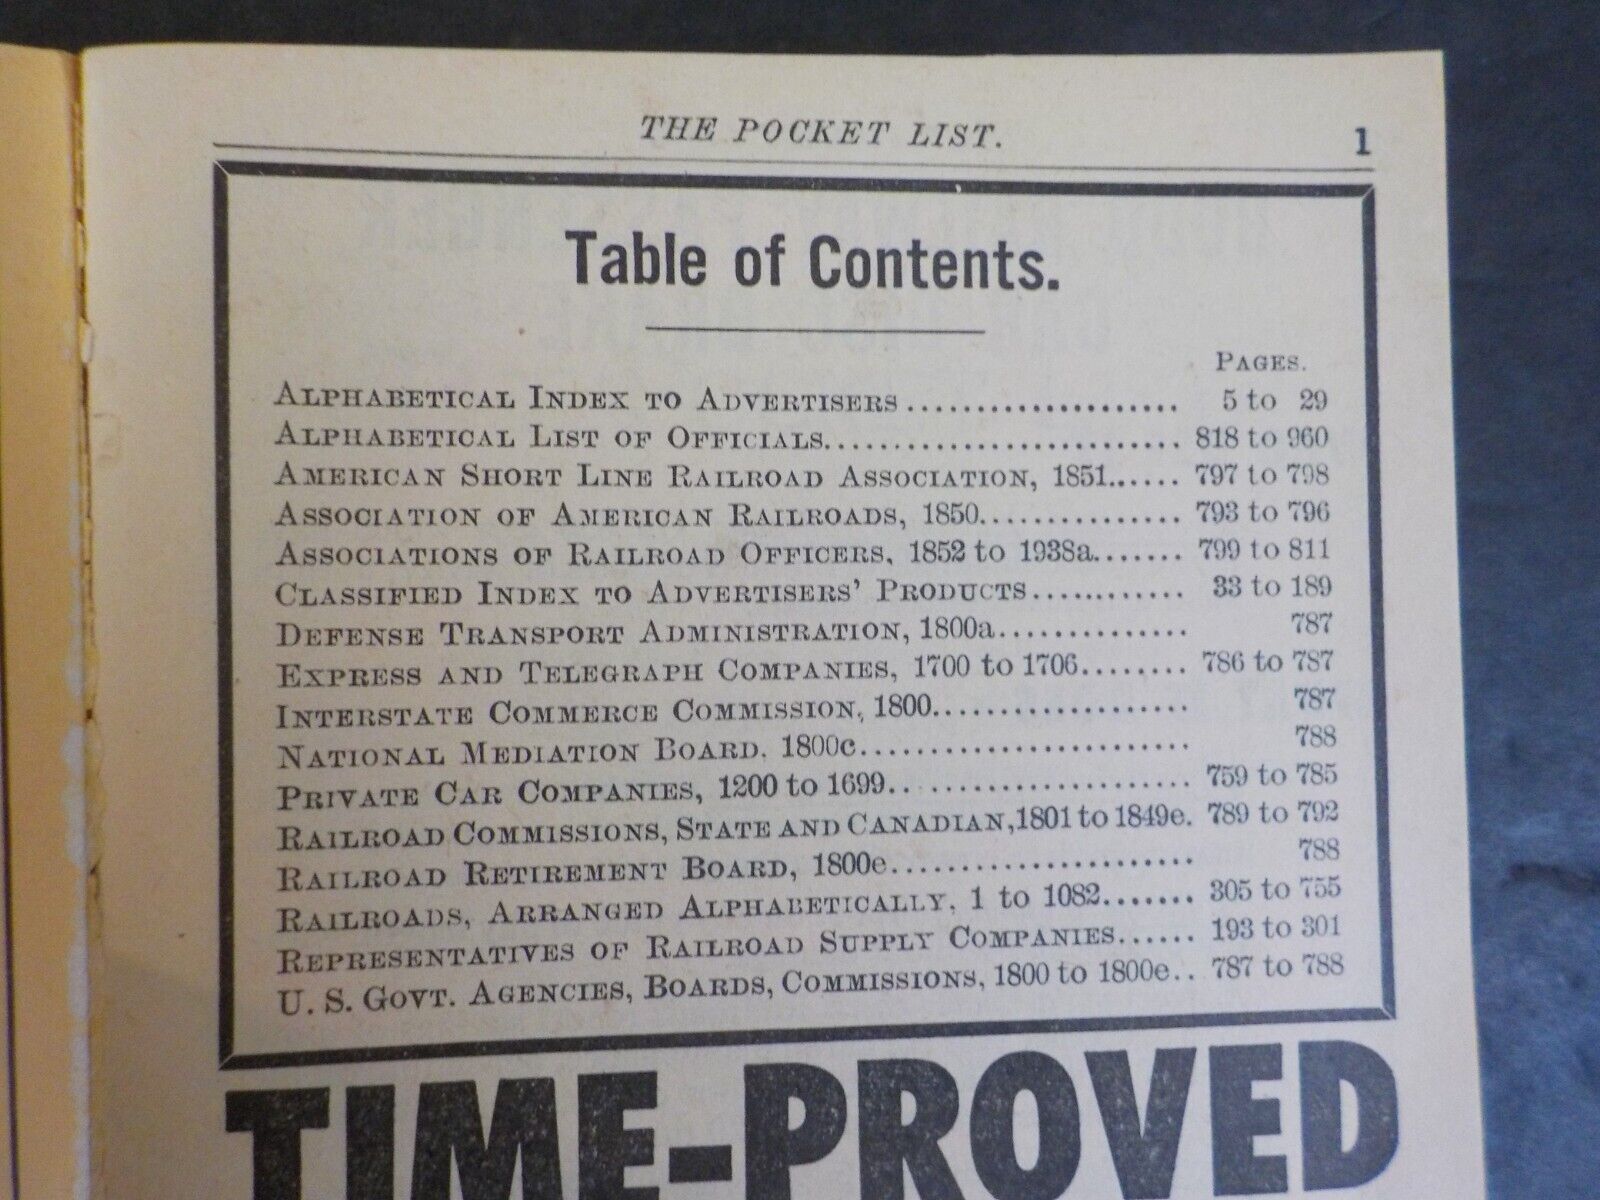 THE POCKET LIST. 1
Table of Contents.
PAGES.
ALPHABETICAL INDEX TO ADVERTISERS..................... 5 to 29
ALPHABETICAL LIST OF OFFICIALS........................... 818 to 960
AMERICAN SHORT LINE RAILROAD ASSOCIATION, 1851...... 797 to 798
ASSOCIATION OF AMERICAN RAILROADS, 1850............... 793 to 796
ASSOCIATIONS OF RAILROAD OFFICERS, 1852 to 1938a....... 799 to 811
CLASSIFIED INDEX TO ADVERTISERS' PRODUCTS............ 33 to 189
DEFENSE TRANSPORT ADMINISTRATION, 1800a.............. 787
EXPRESS AND TELEGRAPH COMPANIES, 1700 to 1706........ 786 to 787
INTERSTATE COMMERCE COMMISSION, 1800................... 787
NATIONAL MEDIATION BOARD, 1800c......................... 788
PRIVATE CAR COMPANIES, 1200 to 1699...................... 759 to 785
RAILROAD COMMISSIONS, STATE AND CANADIAN,1801 to 1849e. 789 to 792
RAILROAD RETIREMENT BOARD, 1800e....................... 788
RAILROADS, ARRANGED ALPHABETICALLY, 1 to 1082....... 305 to 755
REPRESENTATIVES OF RAILROAD SUPPLY COMPANIES...... 193 to 301
U. S. GOVT. AGENCIES, BOARDS, COMMISSIONS, 1800 to 1800e.. 787 to 788
TIME-PROVED